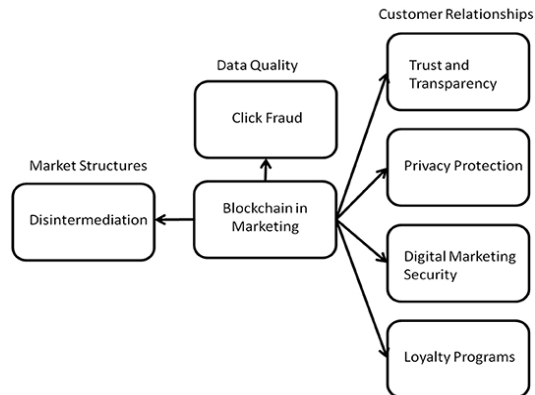 Customer Relationships
Trust and
Transparency
Data Quality
Click Fraud
Market Structures
Privacy Protection
Disintermediation
Blockchain in
Marketing
Digital Marketing
Security
Loyalty Programs